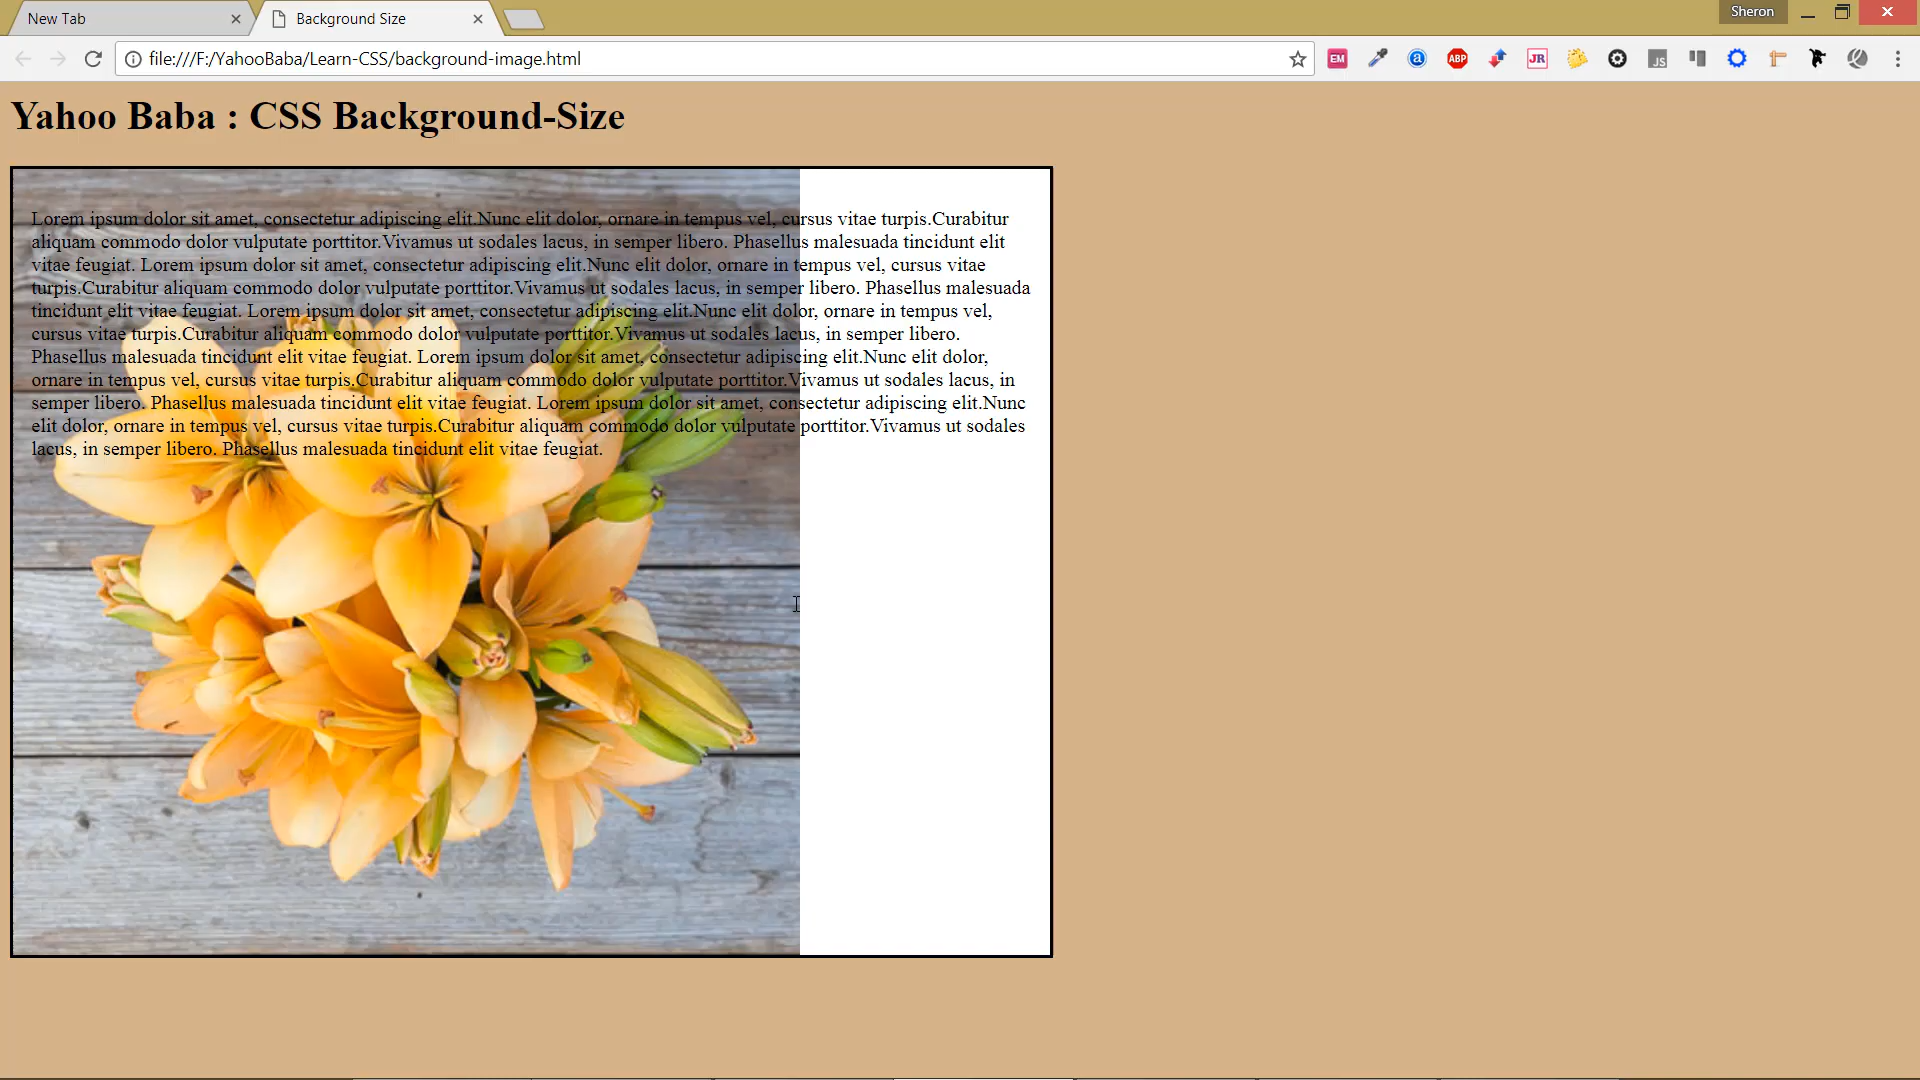 New Tab
Background Size
Sheron
file:///F:/YahooBaba/Learn-CSS/background-image.html
EM
a
ABP
JR
JS
Yahoo Baba : CSS Background-Size
Lorem ipsum dolor sit amet, consectetur adipiscing elit.Nunc elit dolor, ornare in tempus vel, cursus vitae turpis.Curabitur
aliquam commodo dolor vulputate porttitor.Vivamus ut sodales lacus, in semper libero. Phasellus malesuada tincidunt elit
vitae feugiat. Lorem ipsum dolor sit amet, consectetur adipiscing elit.Nunc elit dolor, ornare in tempus vel, cursus vitae
turpis.Curabitur aliquam commodo dolor vulputate porttitor.Vivamus ut sodales lacus, in semper libero. Phasellus malesuada
tincidunt elit vitae feugiat. Lorem ipsum dolor sit amet, consectetur adipiscing elit.Nunc elit dolor, ornare in tempus vel,
cursus vitae turpis.Curabitur aliquam commodo dolor vulputate porttitor.Vivamus ut sodales lacus, in semper libero.
Phasellus malesuada tincidunt elit vitae feugiat. Lorem ipsum dolor sit amet, consectetur adipiscing elit.Nunc elit dolor,
ornare in tempus vel, cursus vitae turpis.Curabitur aliquam commodo dolor vulputate porttitor.Vivamus ut sodales lacus, in
semper libero. Phasellus malesuada tincidunt elit vitae feugiat. Lorem ipsum dolor sit amet, consectetur adipiscing elit.Nunc
elit dolor, ornare in tempus vel, cursus vitae turpis.Curabitur aliquam commodo dolor vulputate porttitor.Vivamus ut sodales
lacus, in semper libero. Phasellus malesuada tincidunt elit vitae feugiat.